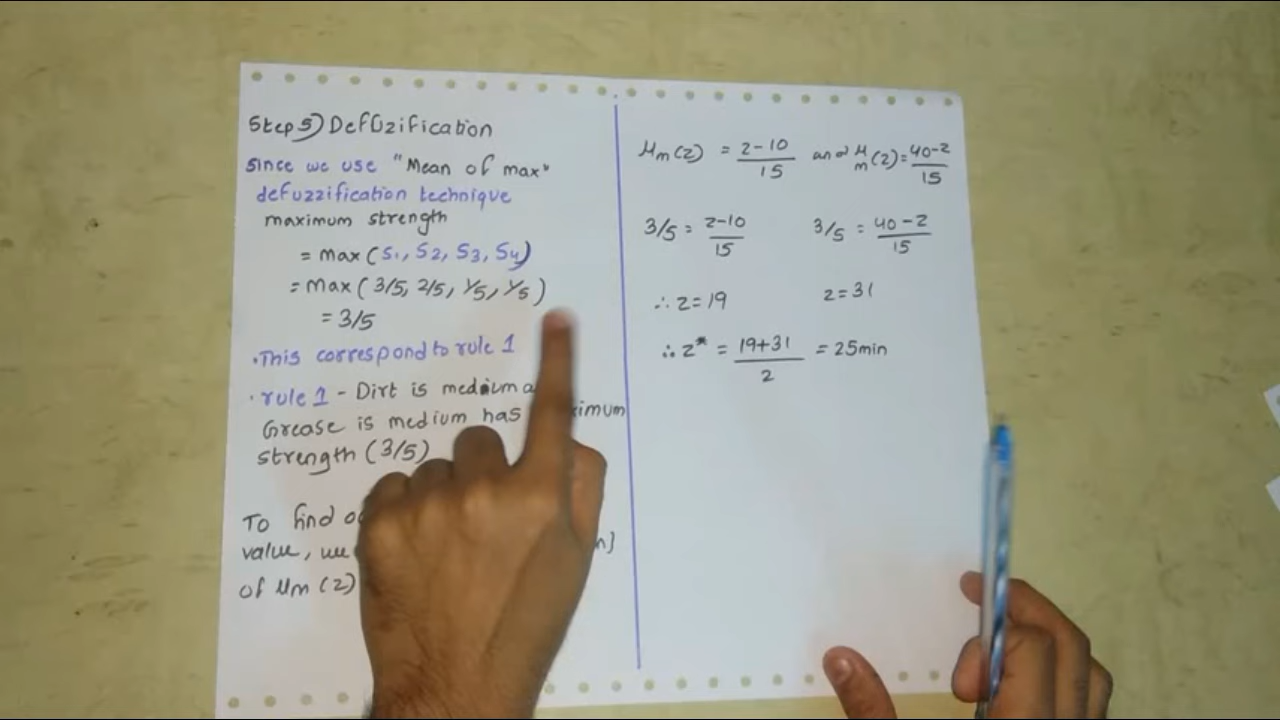 Step 5) Defuzification
Since we use "Mean of max"
defuzzification technique
maximum strength
= max (S1, S2, S3, S4)
= max ( 3/5, 2/5, 1/5, 1/5 )
= 3/5
• This correspond to rule 1
• rule 1 - Dirt is medium
Grease is medium has
strength (3/5)
To find
value, we
of μm (z)
μm(z) = z-10/15 and μm(z) = 40-z/15
3/5 = z-10/15 3/5 = 40-z/15
∴ z = 19 z = 31
∴ z* = 19+31/2 = 25min